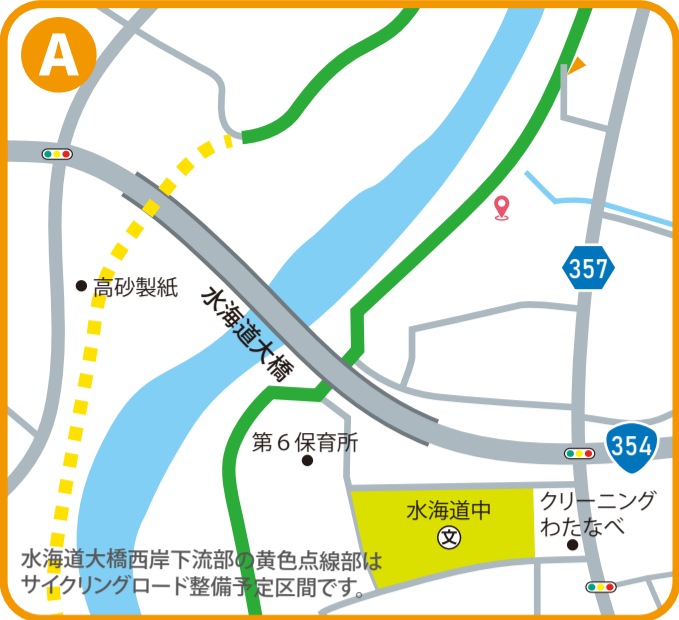 A
357
高砂製紙
水海道大橋
354
第6保育所
水海道中
文
クリーニング
わたなべ
水海道大橋西岸下流部の黄色点線部は
サイクリングロード整備予定区間です。